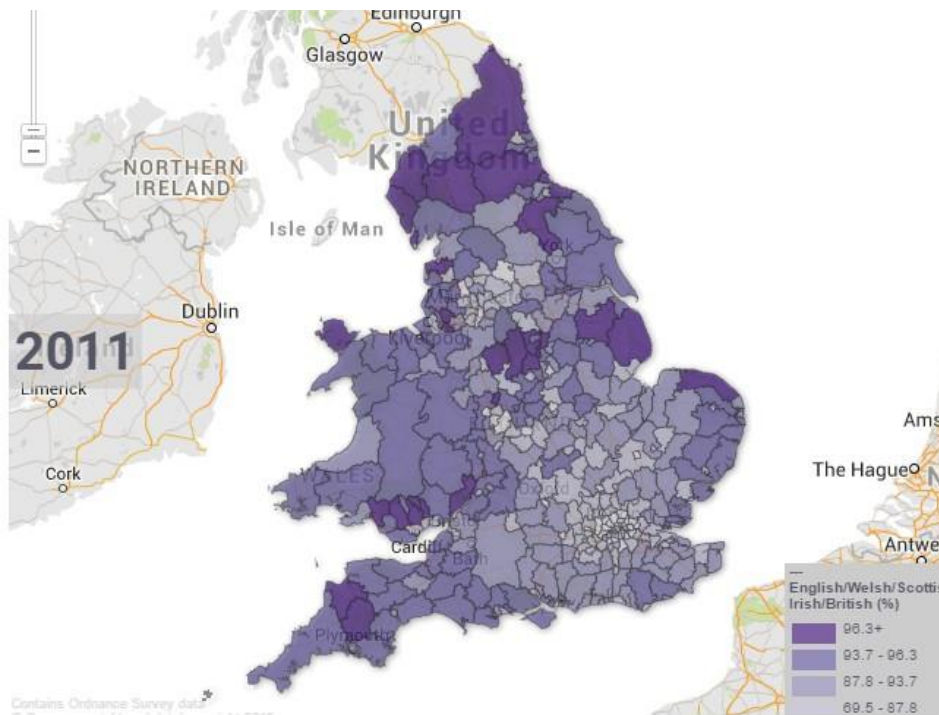 Edinburgh
Glasgow
United
Kingdom
NORTHERN
IRELAND
Isle of Man
York
Dublin
2011
Liverpool
Limerick
Cork
WALES
Cardiff
Bath
Plymouth
Ams
The Hague
N
Antwe
English/Welsh/Scottis
Irish/British (%)
96.3+
93.7 - 96.3
87.8 - 93.7
69.5 - 87.8
Contains Ordnance Survey data